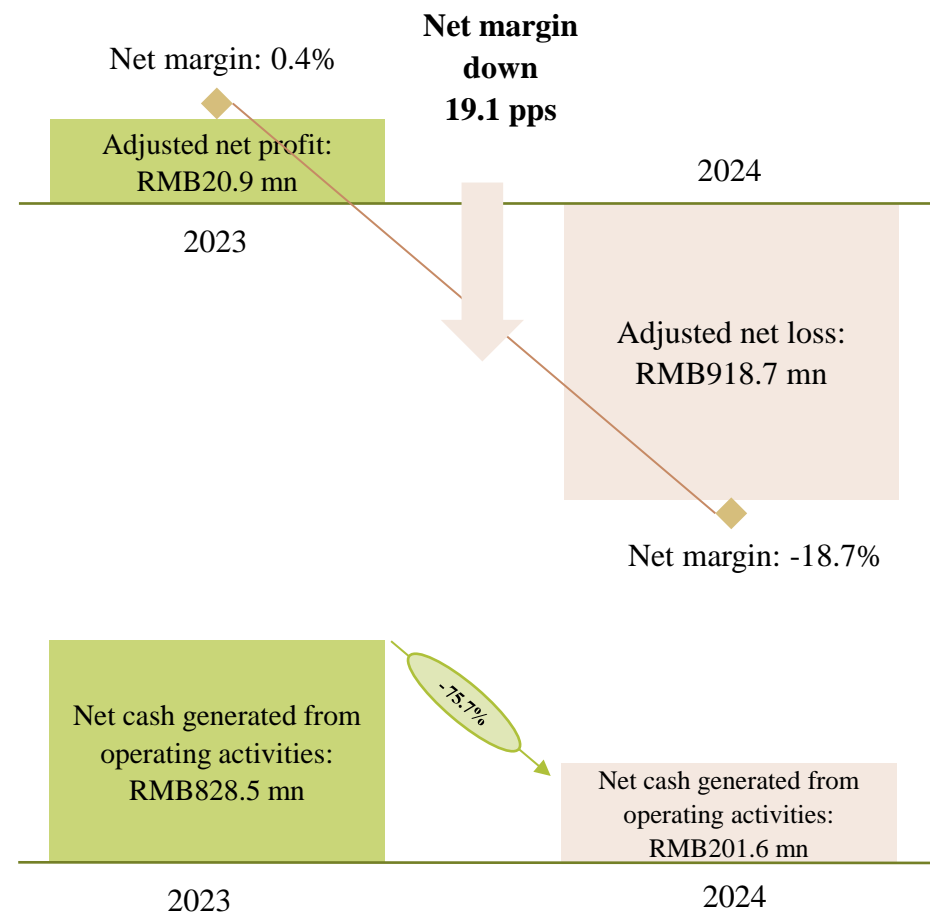 Net margin: 0.4%
Net margin
down
19.1 pps
Adjusted net profit:
RMB20.9 mn
2023
2024
Adjusted net loss:
RMB918.7 mn
Net margin: -18.7%
Net cash generated from
operating activities:
RMB828.5 mn
-75.7%
Net cash generated from
operating activities:
RMB201.6 mn
2023
2024